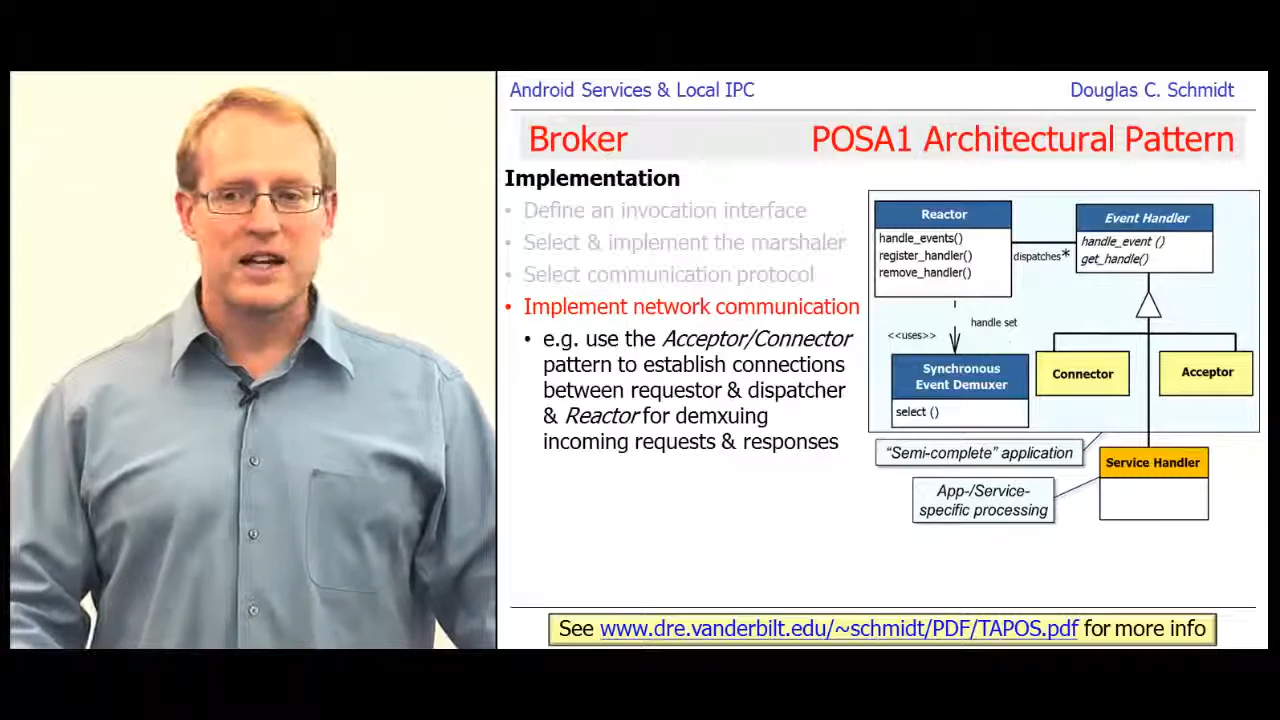 Android Services & Local IPC
Douglas C. Schmidt
Broker
POSA1 Architectural Pattern
Implementation
• Define an invocation interface
• Select & implement the marshaler
• Select communication protocol
• Implement network communication
• e.g. use the Acceptor/Connector
pattern to establish connections
between requestor & dispatcher
& Reactor for demxuing
incoming requests & responses
Reactor
handle_events()
register_handler()
remove_handler()
dispatches*
Event Handler
handle_event ()
get_handle()
handle set
<<uses>>
Synchronous
Event Demuxer
select ()
Connector
Acceptor
"Semi-complete" application
Service Handler
App-/Service-
specific processing
See www.dre.vanderbilt.edu/~schmidt/PDF/TAPOS.pdf for more info